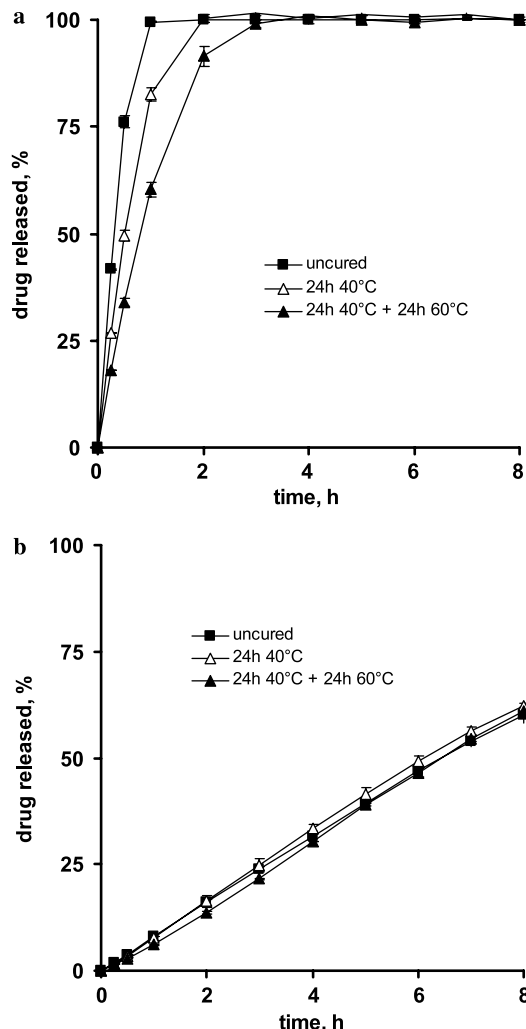 a
100
75
50
25
0
drug released, %
uncured
24h 40°C
24h 40°C + 24h 60°C
0 2 4 6 8
time, h
b
100
75
50
25
0
drug released, %
uncured
24h 40°C
24h 40°C + 24h 60°C
0 2 4 6 8
time, h